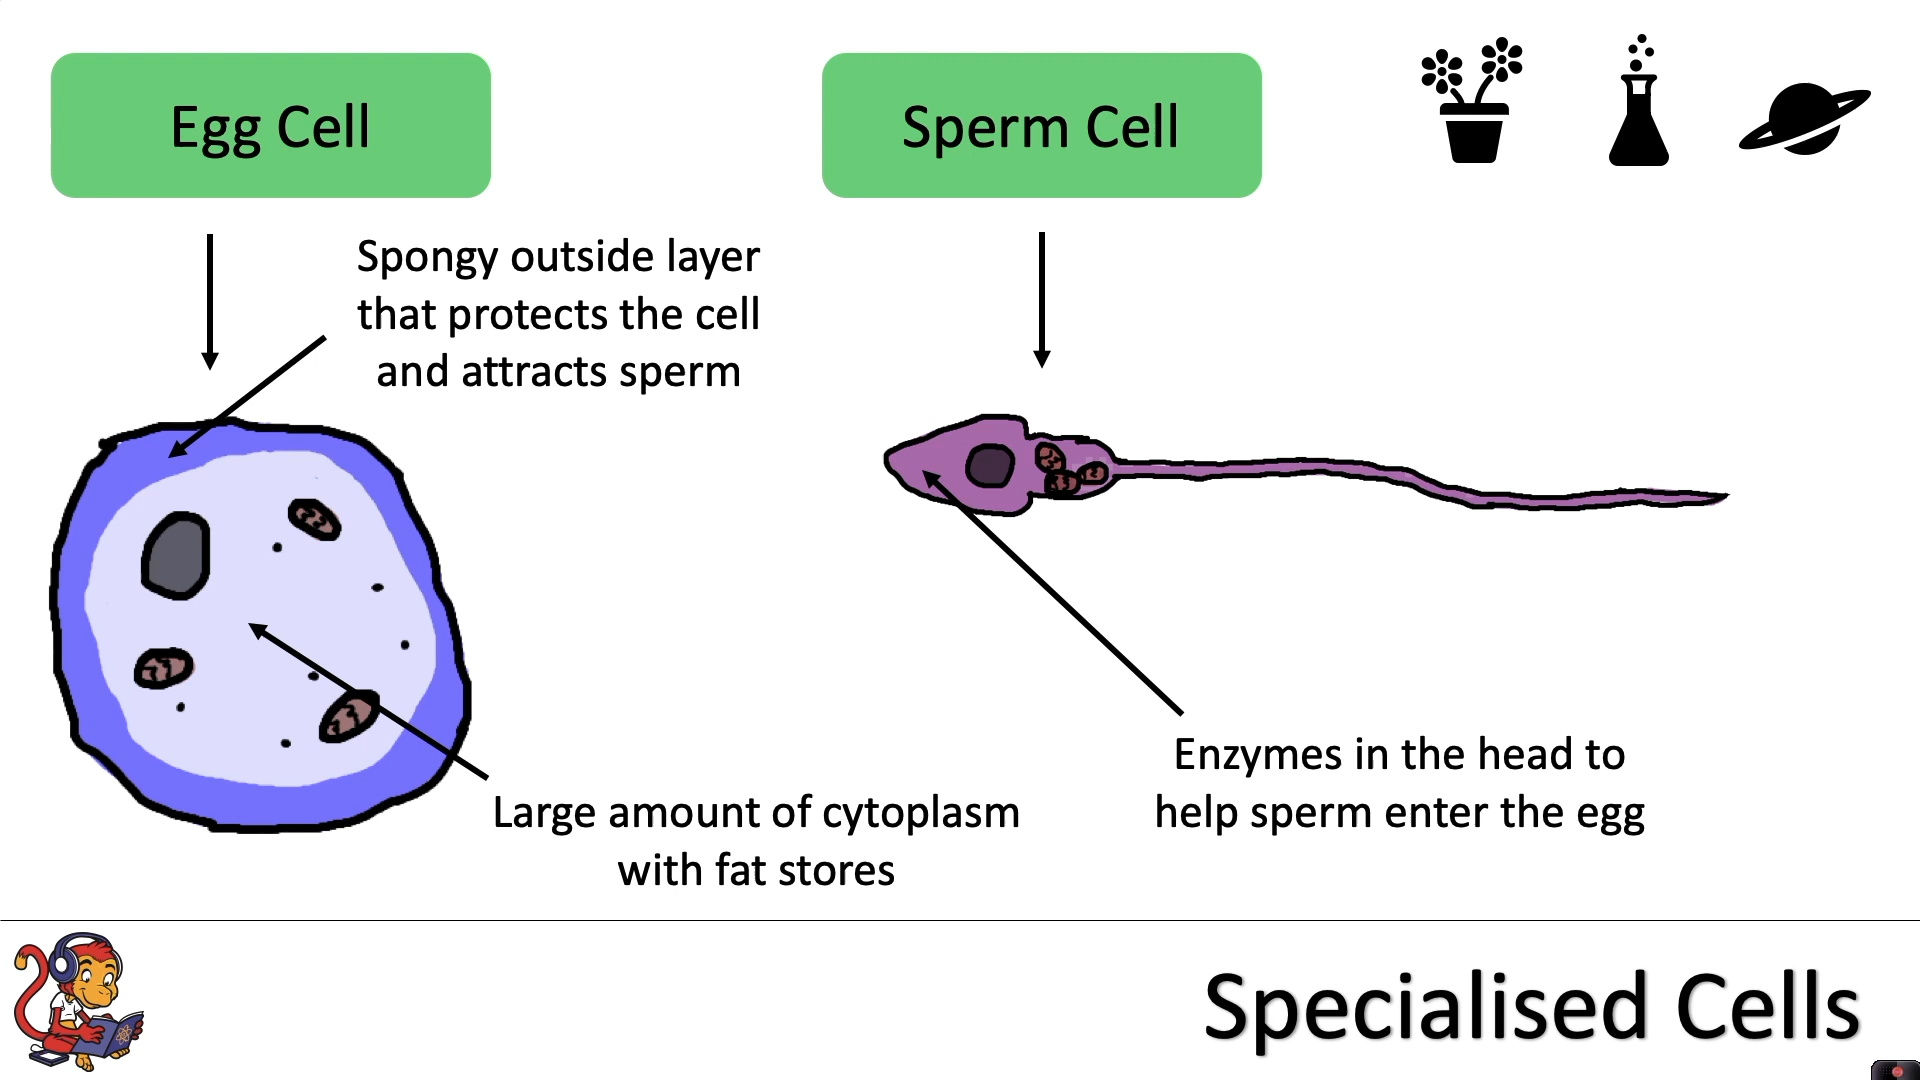 Egg Cell
Sperm Cell
Spongy outside layer
that protects the cell
and attracts sperm
Enzymes in the head to
help sperm enter the egg
Large amount of cytoplasm
with fat stores
Specialised Cells